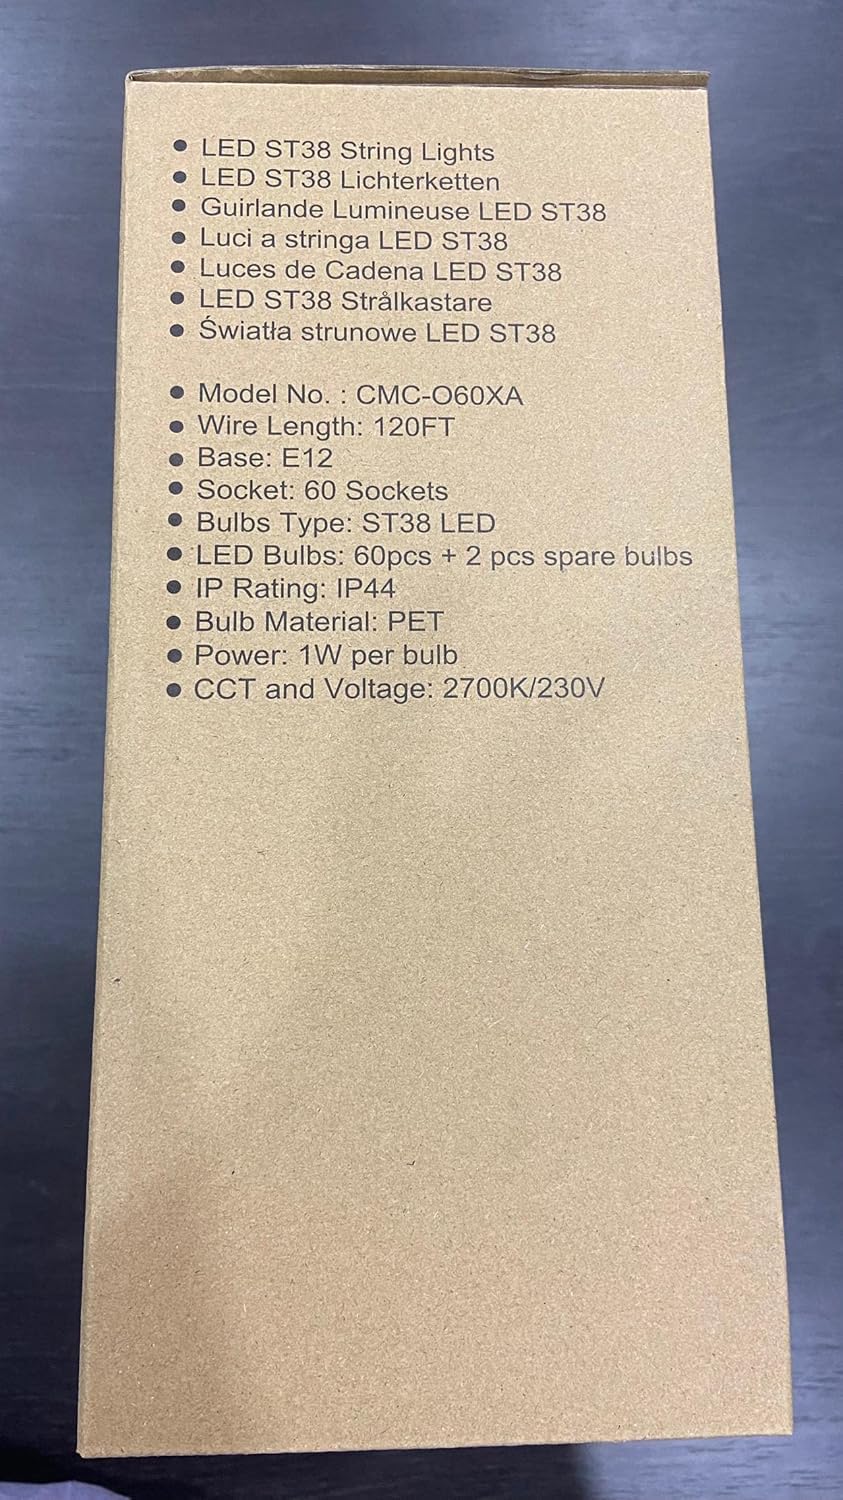 ● LED ST38 String Lights
● LED ST38 Lichterketten
● Guirlande Lumineuse LED ST38
● Luci a stringa LED ST38
● Luces de Cadena LED ST38
● LED ST38 Strålkastare
● Światła strunowe LED ST38
● Model No. : CMC-O60XA
● Wire Length: 120FT
● Base: E12
● Socket: 60 Sockets
● Bulbs Type: ST38 LED
● LED Bulbs: 60pcs + 2 pcs spare bulbs
● IP Rating: IP44
● Bulb Material: PET
● Power: 1W per bulb
● CCT and Voltage: 2700K/230V